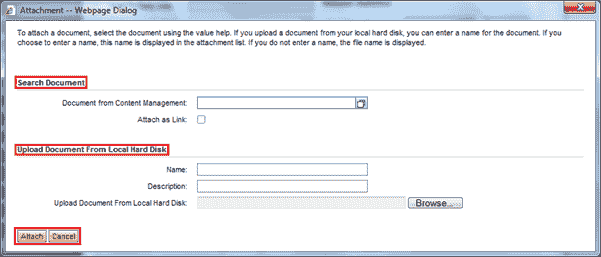 Attachment -- Webpage Dialog
To attach a document, select the document using the value help. If you upload a document from your local hard disk, you can enter a name for the document. If you
choose to enter a name, this name is displayed in the attachment list. If you do not enter a name, the file name is displayed.
Search Document
Document from Content Management:
Attach as Link:
Upload Document From Local Hard Disk
Name:
Description:
Upload Document From Local Hard Disk:
Browse...
Attach Cancel